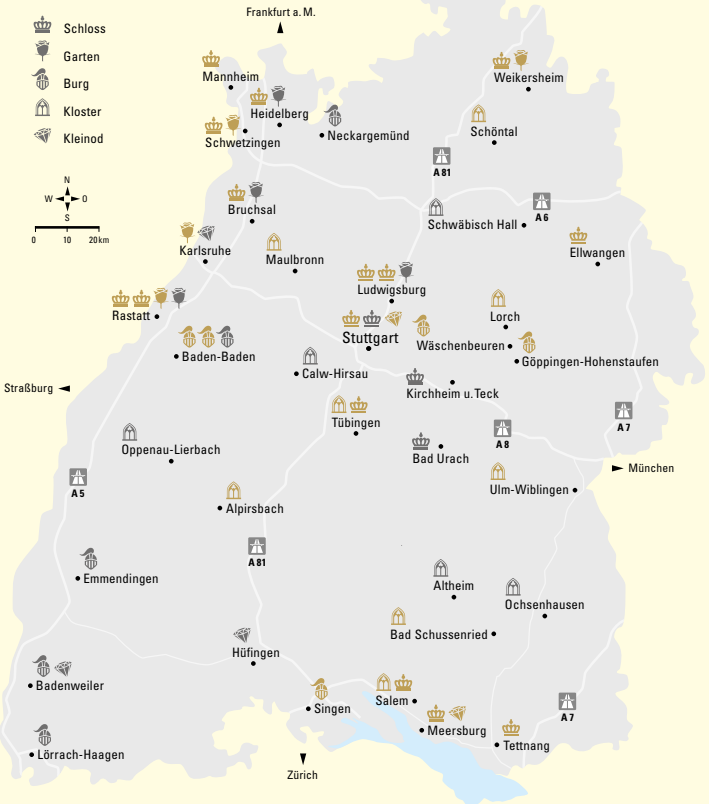 Frankfurt a. M.
Schloss
Garten
Burg
Kloster
Kleinod
N
W
O
S
0 10 20 km
Mannheim
Weikersheim
Heidelberg
Neckargemünd
Schwetzingen
Schöntal
A 81
Bruchsal
Schwäbisch Hall
A 6
Karlsruhe
Maulbronn
Ellwangen
Ludwigsburg
Rastatt
Lorch
Stuttgart
Wäschenbeuren
Baden-Baden
Göppingen-Hohenstaufen
Calw-Hirsau
Straßburg
Kirchheim u. Teck
A 7
Tübingen
A 8
Oppenau-Lierbach
Bad Urach
München
A 5
Ulm-Wiblingen
Alpirsbach
A 81
Emmendingen
Altheim
Ochsenhausen
Bad Schussenried
Hüfingen
Badenweiler
Salem
Singen
A 7
Meersburg
Tettnang
Lörrach-Haagen
Zürich